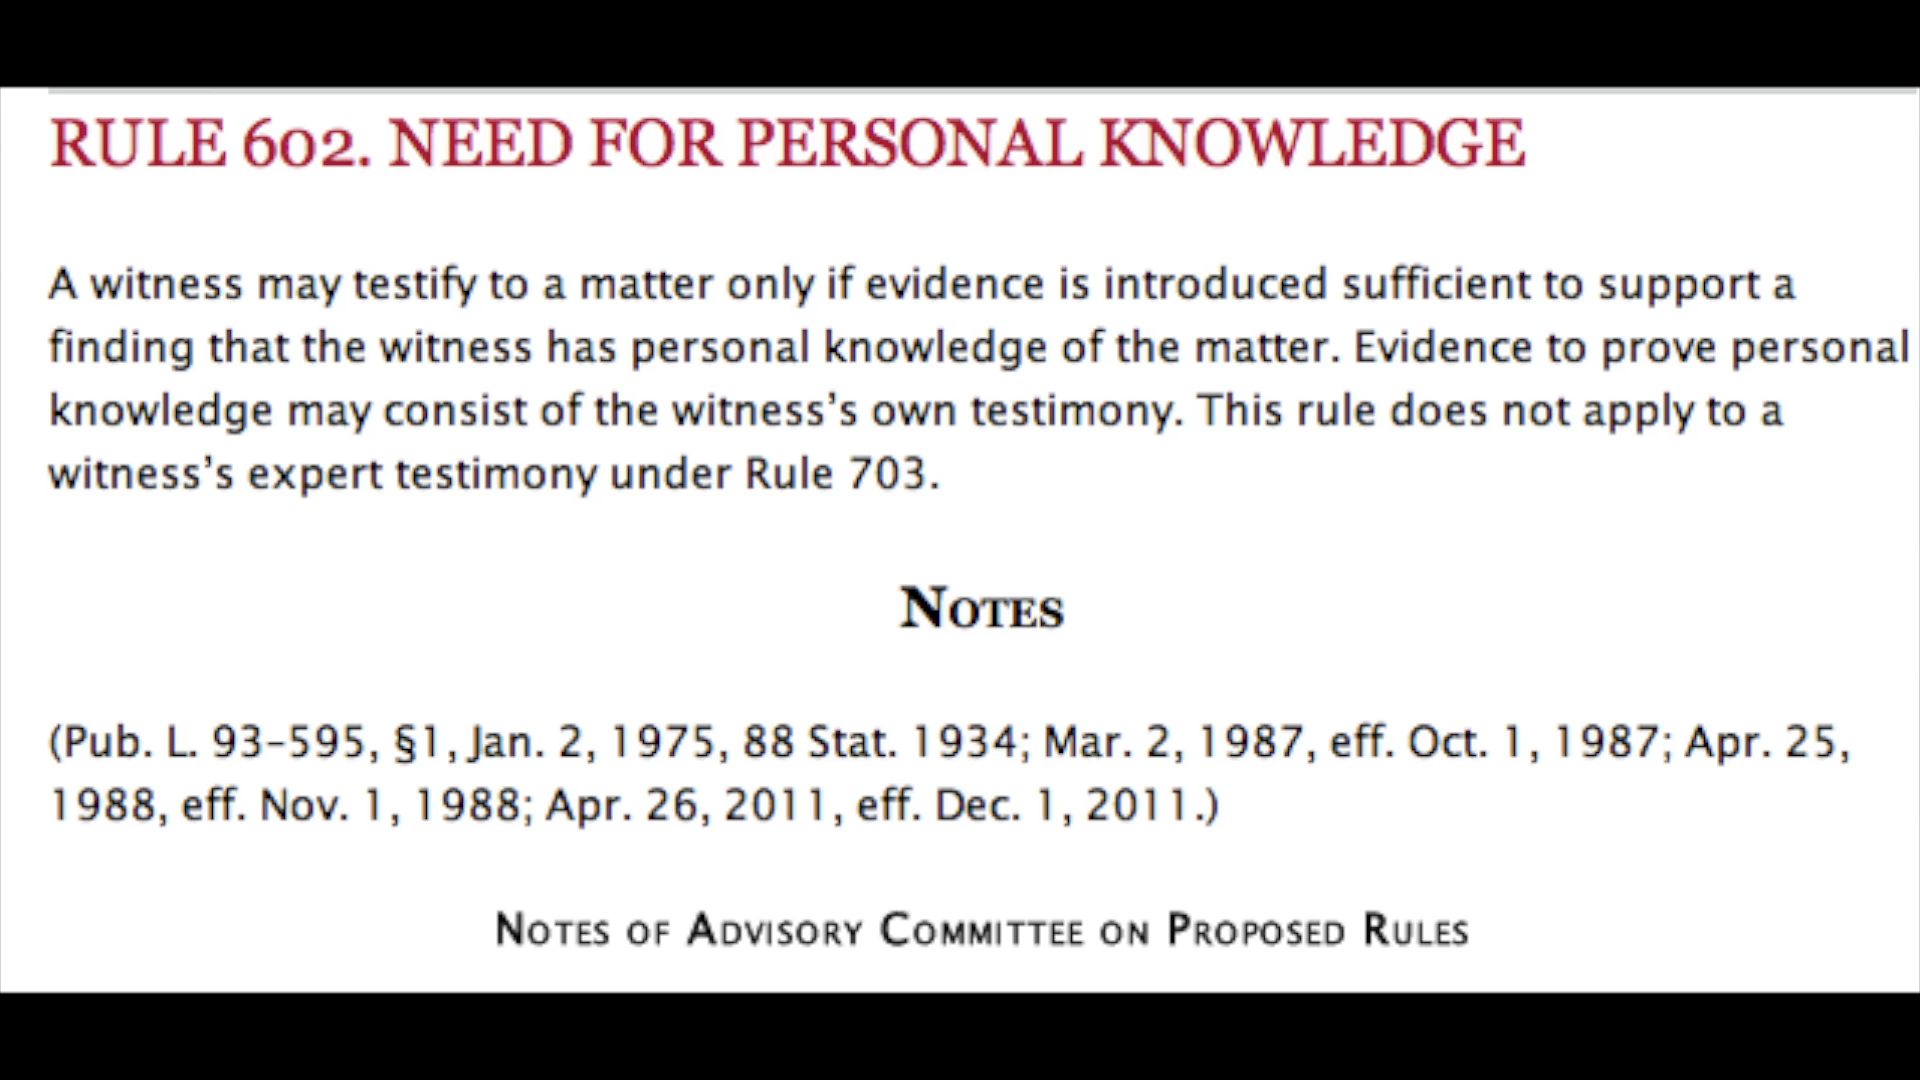 RULE 602. NEED FOR PERSONAL KNOWLEDGE
A witness may testify to a matter only if evidence is introduced sufficient to support a
finding that the witness has personal knowledge of the matter. Evidence to prove personal
knowledge may consist of the witness’s own testimony. This rule does not apply to a
witness’s expert testimony under Rule 703.
NOTES
(Pub. L. 93–595, §1, Jan. 2, 1975, 88 Stat. 1934; Mar. 2, 1987, eff. Oct. 1, 1987; Apr. 25,
1988, eff. Nov. 1, 1988; Apr. 26, 2011, eff. Dec. 1, 2011.)
NOTES OF ADVISORY COMMITTEE ON PROPOSED RULES